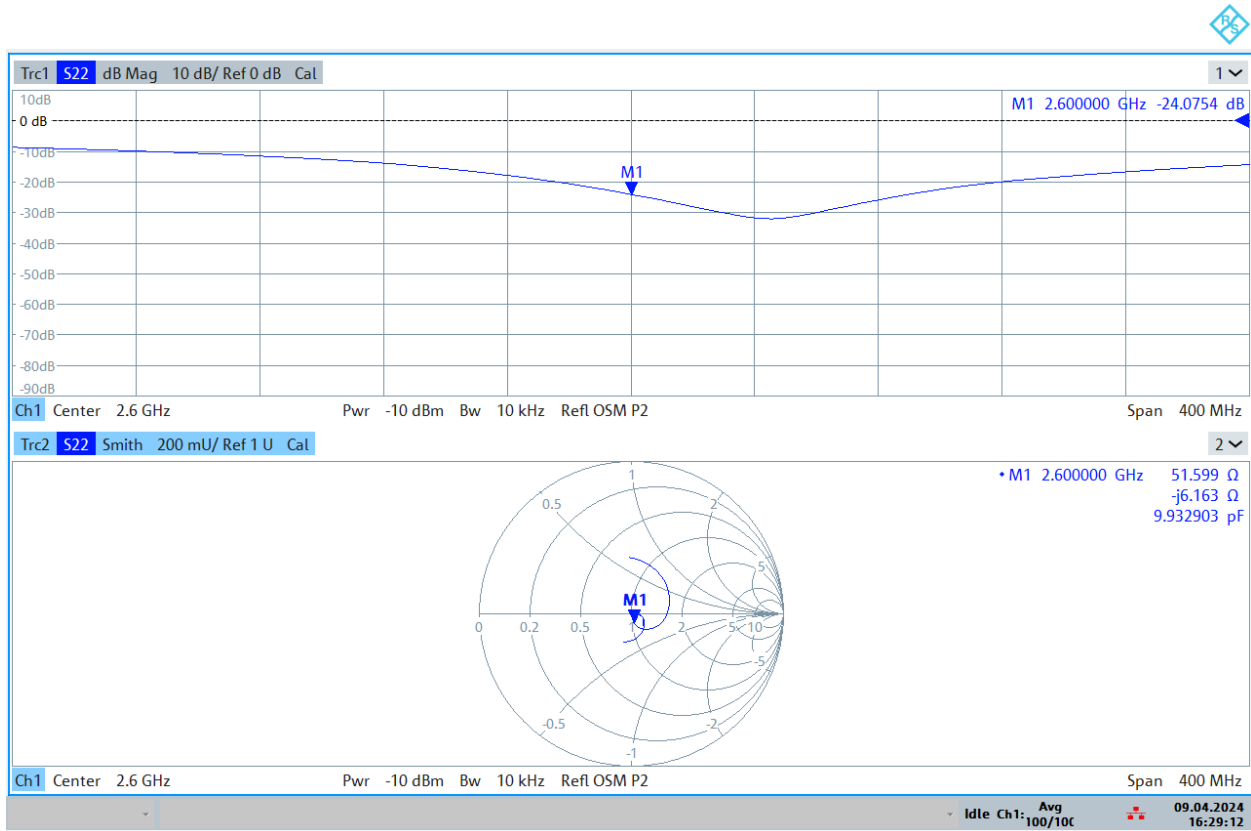 R&S
Trc1 S22 dB Mag 10 dB/ Ref 0 dB Cal 1
10dB
M1 2.600000 GHz -24.0754 dB
0 dB
-10dB
M1
-20dB
-30dB
-40dB
-50dB
-60dB
-70dB
-80dB
-90dB
Ch1 Center 2.6 GHz Pwr -10 dBm Bw 10 kHz Refl OSM P2 Span 400 MHz
Trc2 S22 Smith 200 mU/ Ref 1 U Cal 2
M1 2.600000 GHz 51.599 Ω
-j6.163 Ω
9.932903 pF
1
0.5 2
5
M1
0 0.2 0.5 1 2 5 10
-5
-0.5 -2
-1
Ch1 Center 2.6 GHz Pwr -10 dBm Bw 10 kHz Refl OSM P2 Span 400 MHz
Idle Ch1: Avg 09.04.2024
100/100 16:29:12